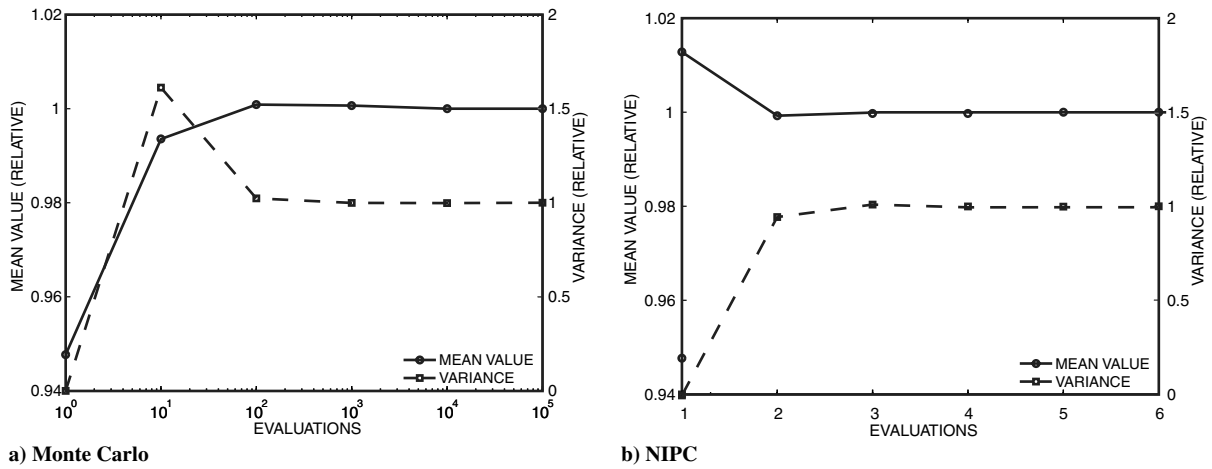 1.02
1
0.98
0.96
0.94
MEAN VALUE (RELATIVE)
2
1.5
1
0.5
0
VARIANCE (RELATIVE)
MEAN VALUE
VARIANCE
10^0 10^1 10^2 10^3 10^4 10^5
EVALUATIONS
a) Monte Carlo
1.02
1
0.98
0.96
0.94
MEAN VALUE (RELATIVE)
2
1.5
1
0.5
0
VARIANCE (RELATIVE)
MEAN VALUE
VARIANCE
1 2 3 4 5 6
EVALUATIONS
b) NIPC